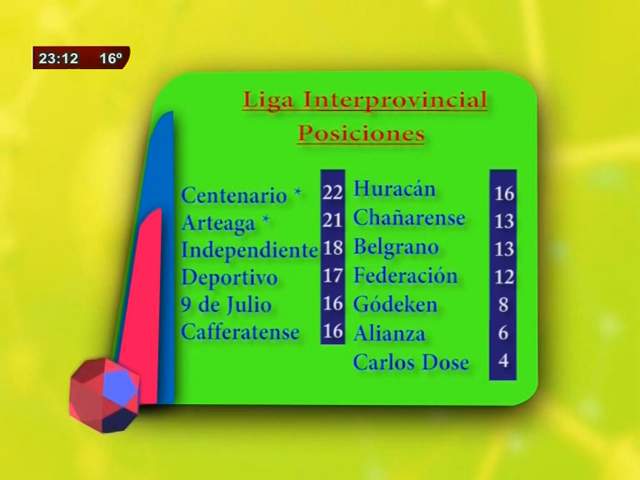 23:12 16º
Liga Interprovincial
Posiciones
Centenario * 22
Arteaga * 21
Independiente 18
Deportivo 17
9 de Julio 16
Cafferatense 16
Huracán 16
Chañarense 13
Belgrano 13
Federación 12
Gódeken 8
Alianza 6
Carlos Dose 4